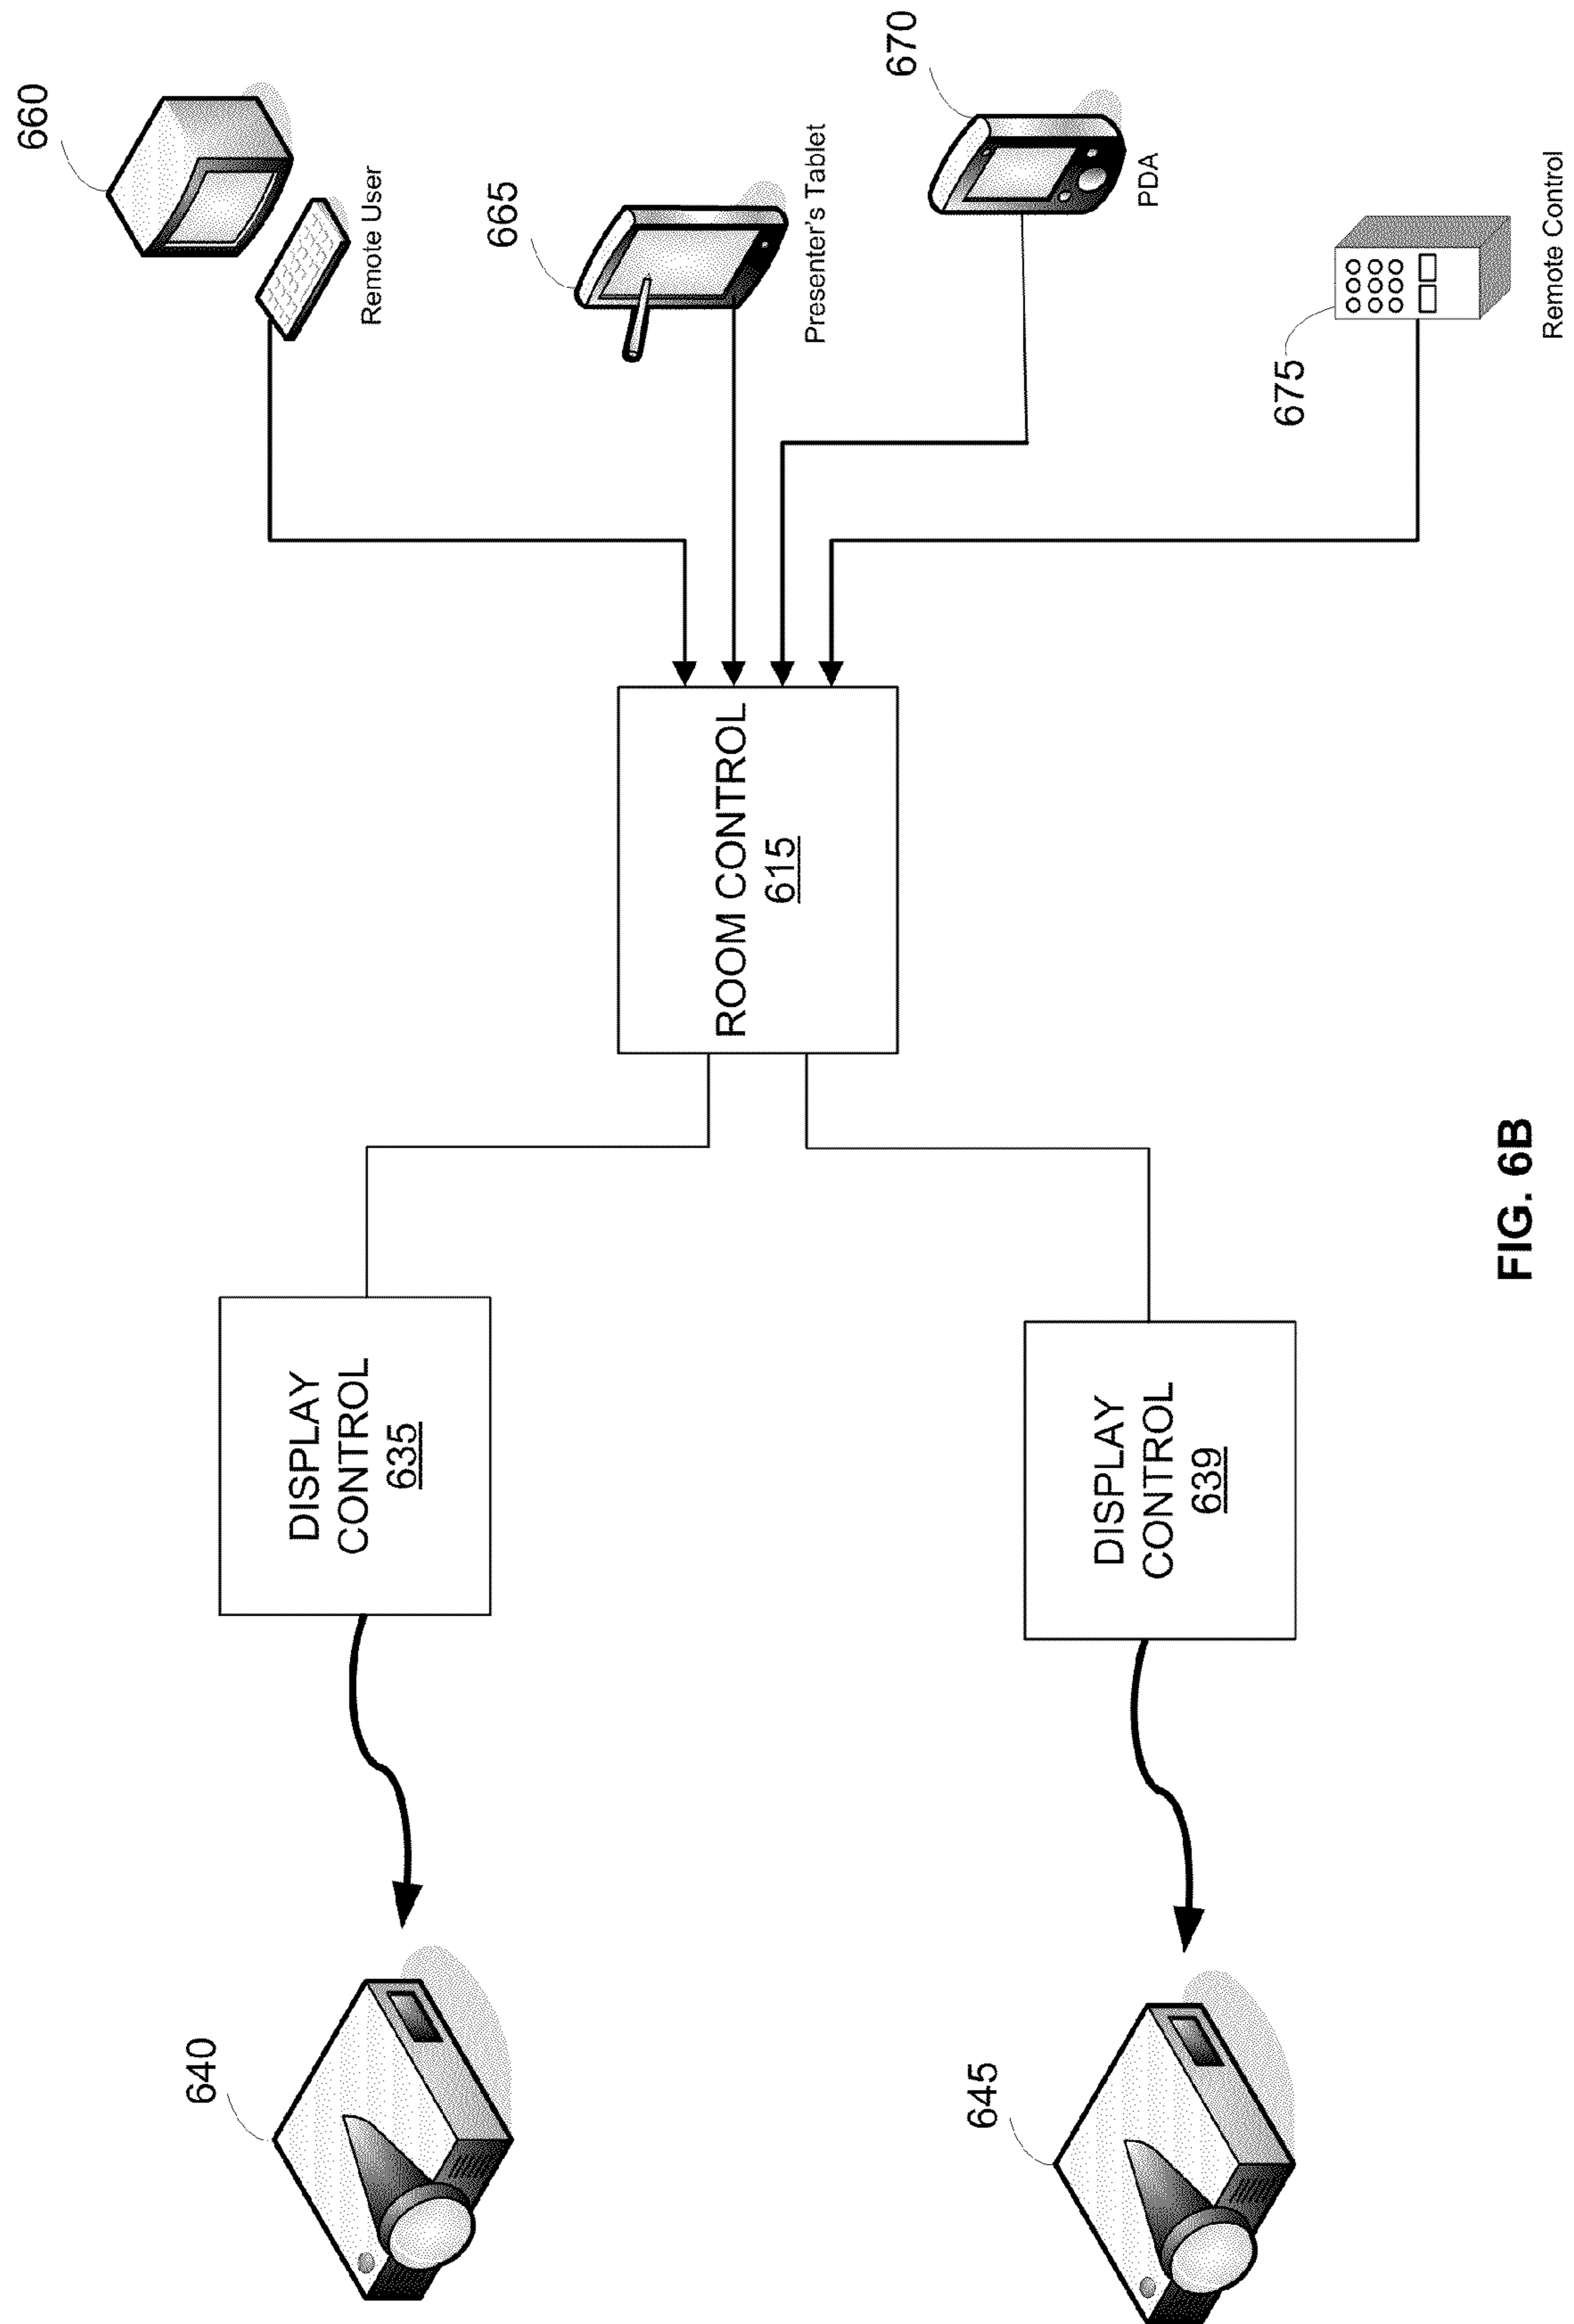 640
DISPLAY
CONTROL
635
ROOM CONTROL
615
660
Remote User
665
Presenter's Tablet
670
PDA
675
Remote Control
645
DISPLAY
CONTROL
639
FIG. 6B